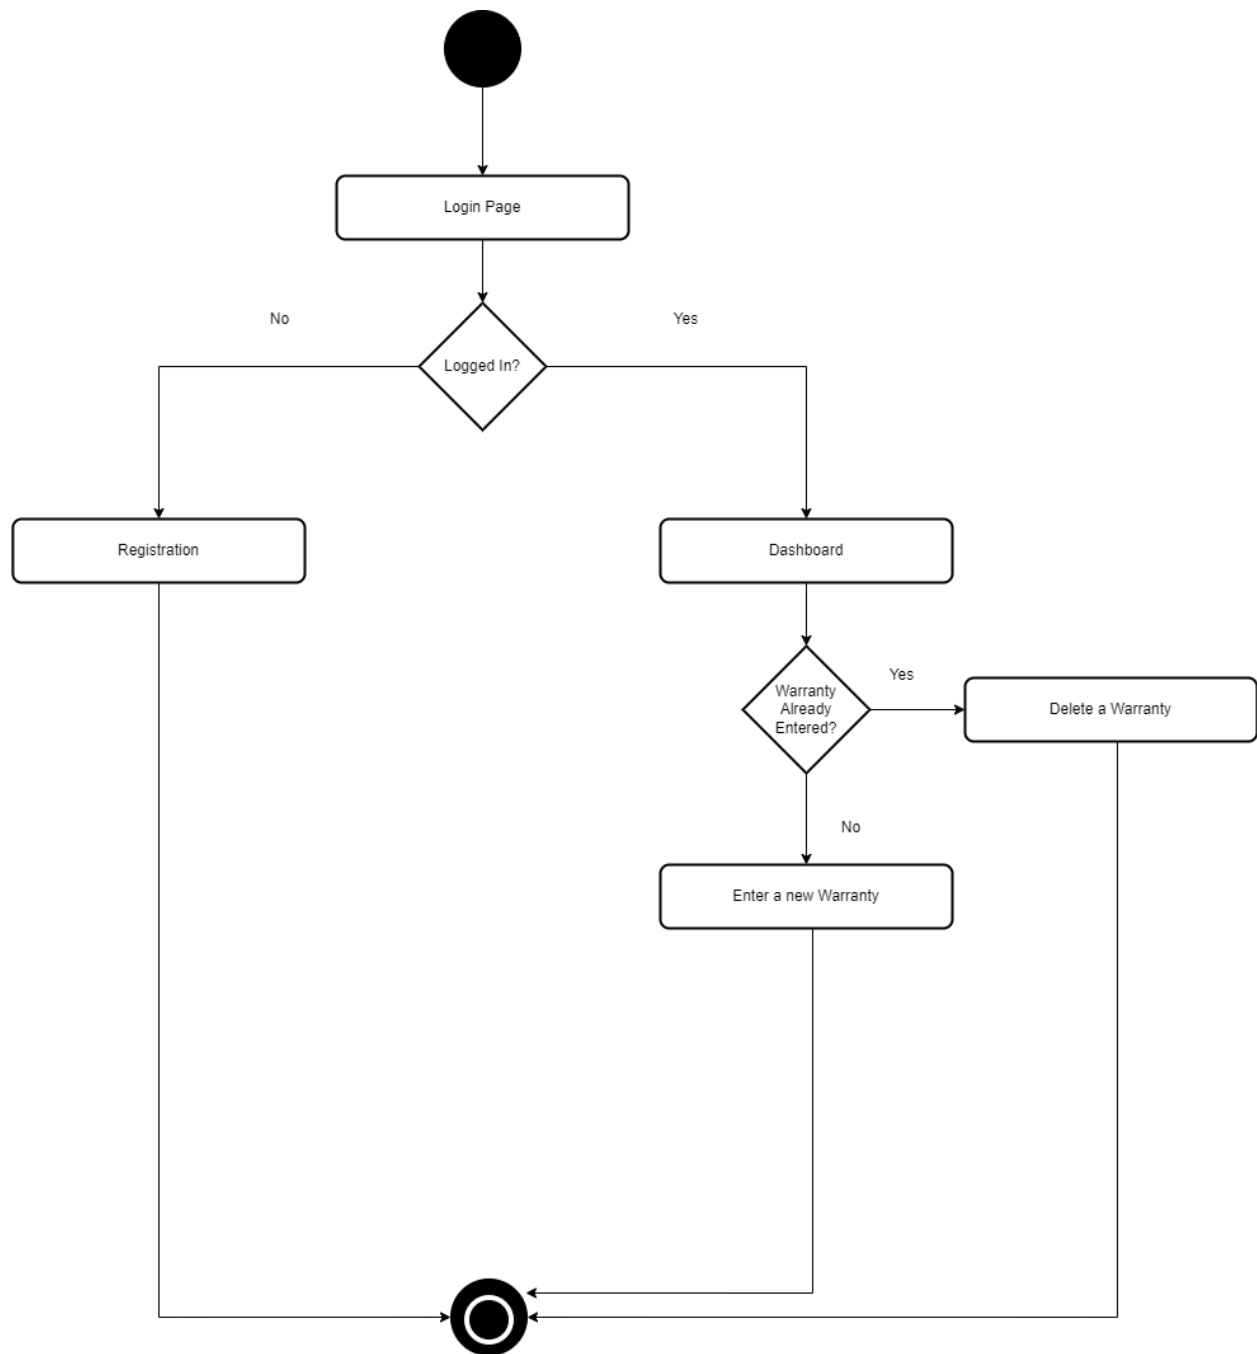 Login Page
No
Yes
Logged In?
Registration
Dashboard
Warranty
Already
Entered?
Yes
Delete a Warranty
No
Enter a new Warranty